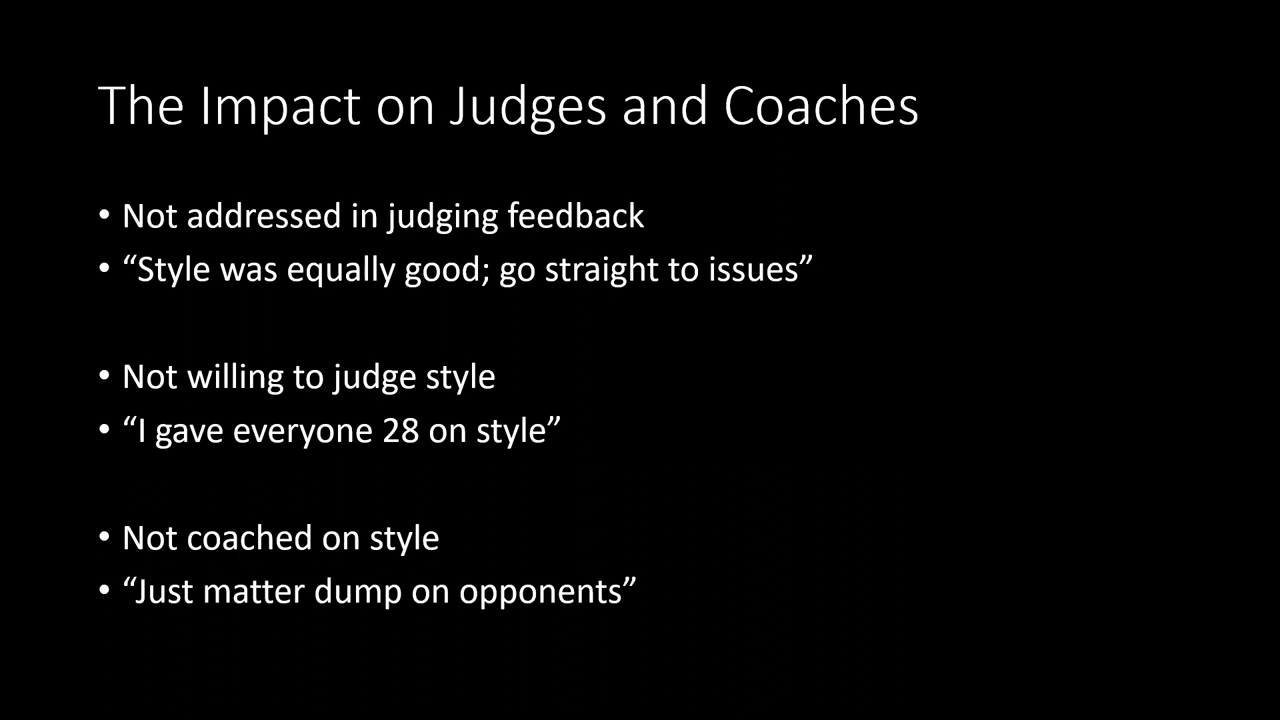 The Impact on Judges and Coaches
• Not addressed in judging feedback
• “Style was equally good; go straight to issues”
• Not willing to judge style
• “I gave everyone 28 on style”
• Not coached on style
• “Just matter dump on opponents”